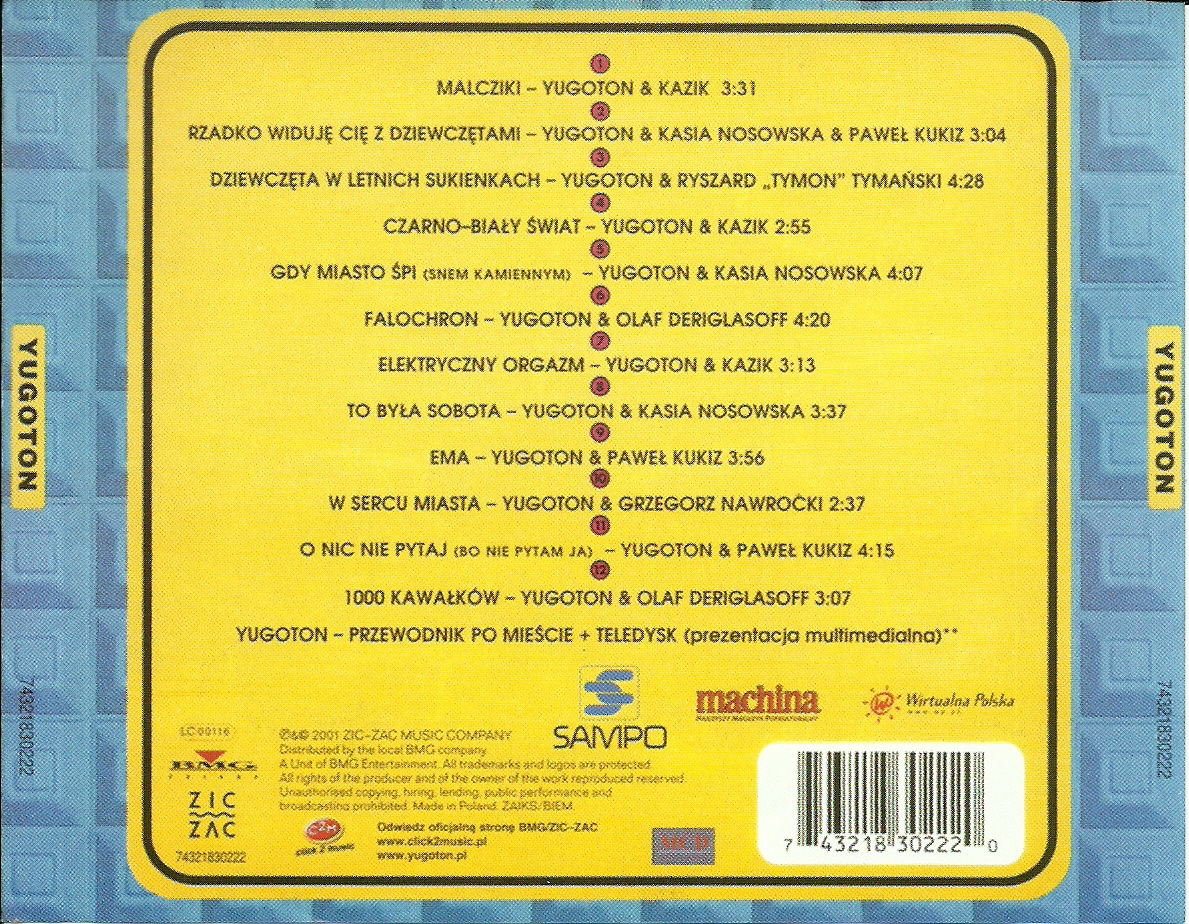 1
MALCZIKI – YUGOTON & KAZIK 3:31
2
RZADKO WIDUJĘ CIĘ Z DZIEWCZĘTAMI – YUGOTON & KASIA NOSOWSKA & PAWEŁ KUKIZ 3:04
3
DZIEWCZĘTA W LETNICH SUKIENKACH – YUGOTON & RYSZARD „TYMON” TYMAŃSKI 4:28
4
CZARNO–BIAŁY ŚWIAT – YUGOTON & KAZIK 2:55
5
GDY MIASTO ŚPI (SNEM KAMIENNYM) – YUGOTON & KASIA NOSOWSKA 4:07
6
FALOCHRON – YUGOTON & OLAF DERIGLASOFF 4:20
7
ELEKTRYCZNY ORGAZM – YUGOTON & KAZIK 3:13
8
TO BYŁA SOBOTA – YUGOTON & KASIA NOSOWSKA 3:37
9
EMA – YUGOTON & PAWEŁ KUKIZ 3:56
10
W SERCU MIASTA – YUGOTON & GRZEGORZ NAWROCKI 2:37
11
O NIC NIE PYTAJ (BO NIE PYTAM JA) – YUGOTON & PAWEŁ KUKIZ 4:15
12
1000 KAWAŁKÓW – YUGOTON & OLAF DERIGLASOFF 3:07
YUGOTON – PRZEWODNIK PO MIEŚCIE + TELEDYSK (prezentacja multimedialna)**
YUGOTON
YUGOTON
74321830222
74321830222
SAMPO
machina
Wirtualna Polska
www.wp.pl
LC 00116
BMG
POLSKA
ZIC
ZAC
74321830222
℗&© 2001 ZIC–ZAC MUSIC COMPANY
Distributed by the local BMG company
A Unit of BMG Entertainment. All trademarks and logos are protected.
All rights of the producer and of the owner of the work reproduced reserved.
Unauthorised copying, hiring, lending, public performance and
broadcasting prohibited. Made in Poland. ZAIKS/BIEM
C2M
click 2 music
Odwiedź oficjalną stronę BMG/ZIC–ZAC
www.click2music.pl
www.yugoton.pl
mcp
7 43218 30222 0